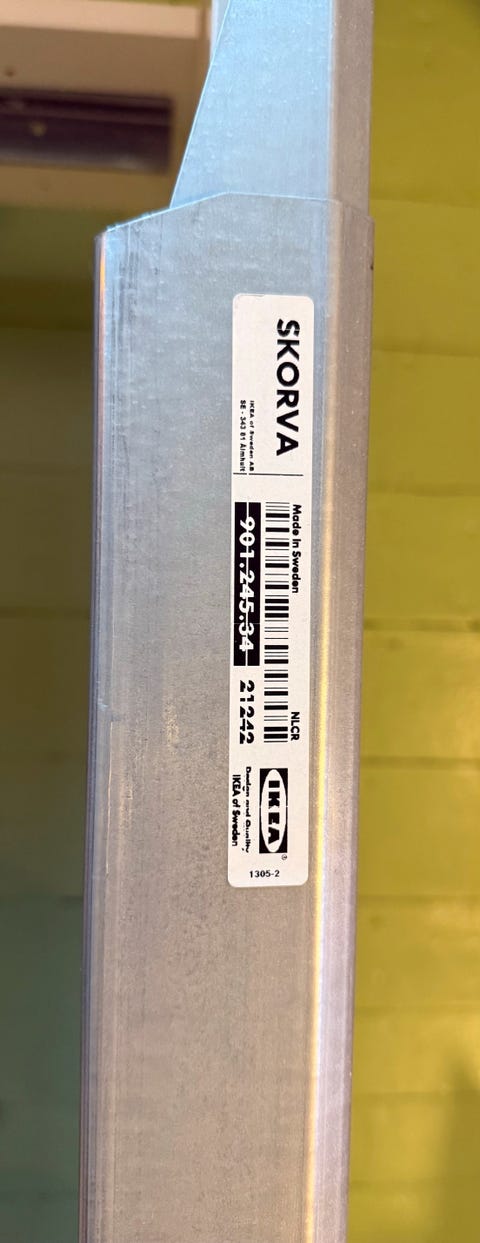 SKORVA
IKEA of Sweden AB
SE - 343 81 Älmhult
Made in Sweden
NLCR
901.245.34
21242
IKEA®
Design and Quality
IKEA of Sweden
1305-2